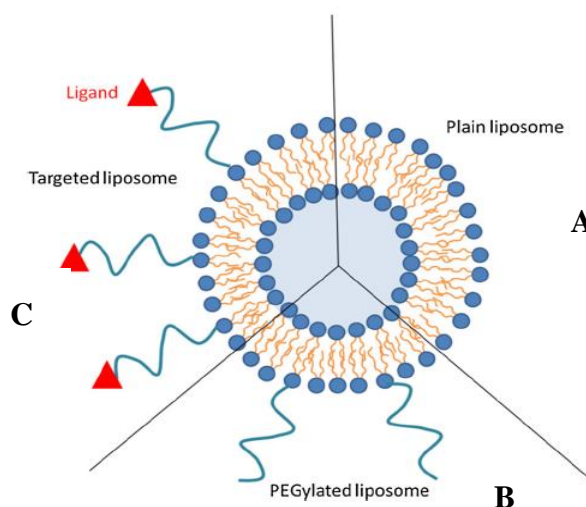 Ligand
Plain liposome
Targeted liposome
A
C
PEGylated liposome
B